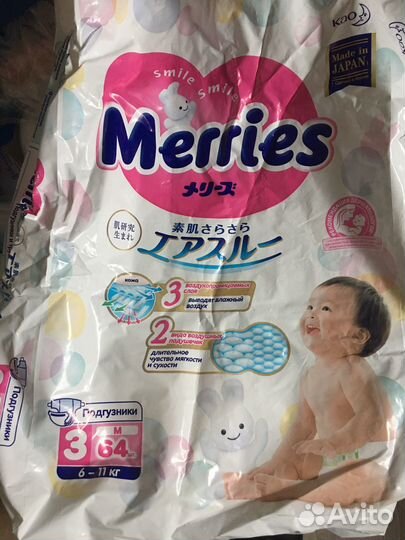 Kao
Made in
JAPAN
smile smile
Merries
メリーズ
肌研究
生まれ
素肌さらさら
エアスルー
кожа
3 воздухопроницаемых
слоя
выводят влажный
воздух
2 вида воздушных
подушечек
длительное
чувство мягкости
и сухости
Подгузники
3
M
64
6 – 11 кг
Подгузники
Avito